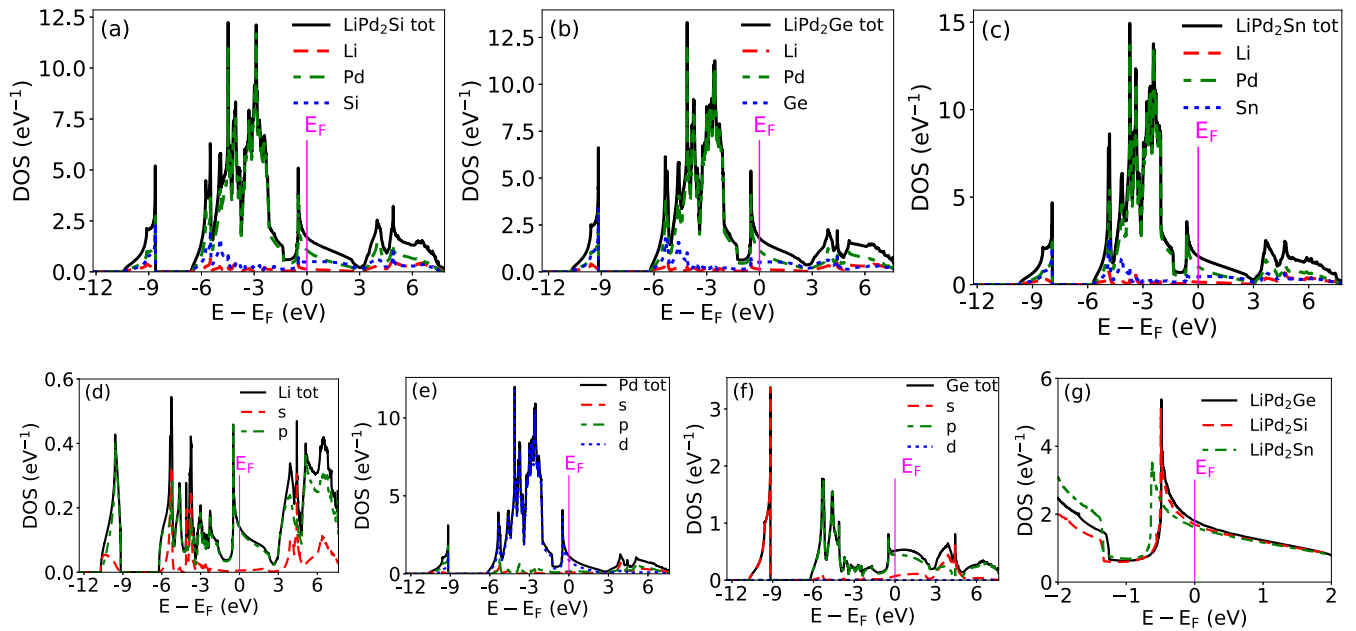 (a)
LiPd₂Si tot
Li
Pd
Si
E_F
DOS (eV⁻¹)
12.5
10.0
7.5
5.0
2.5
0.0
-12 -9 -6 -3 0 3 6
E − E_F (eV)
(b)
LiPd₂Ge tot
Li
Pd
Ge
E_F
DOS (eV⁻¹)
12.5
10.0
7.5
5.0
2.5
0.0
-12 -9 -6 -3 0 3 6
E − E_F (eV)
(c)
LiPd₂Sn tot
Li
Pd
Sn
E_F
DOS (eV⁻¹)
15
10
5
0
-12 -9 -6 -3 0 3 6
E − E_F (eV)
(d)
Li tot
s
p
E_F
DOS (eV⁻¹)
0.6
0.4
0.2
0.0
-12 -9 -6 -3 0 3 6
E − E_F (eV)
(e)
Pd tot
s
p
d
E_F
DOS (eV⁻¹)
10
5
0
-12 -9 -6 -3 0 3 6
E − E_F (eV)
(f)
Ge tot
s
p
d
E_F
DOS (eV⁻¹)
3
2
1
0
-12 -9 -6 -3 0 3 6
E − E_F (eV)
(g)
LiPd₂Ge
LiPd₂Si
LiPd₂Sn
E_F
DOS (eV⁻¹)
6
4
2
0
−2 −1 0 1 2
E − E_F (eV)